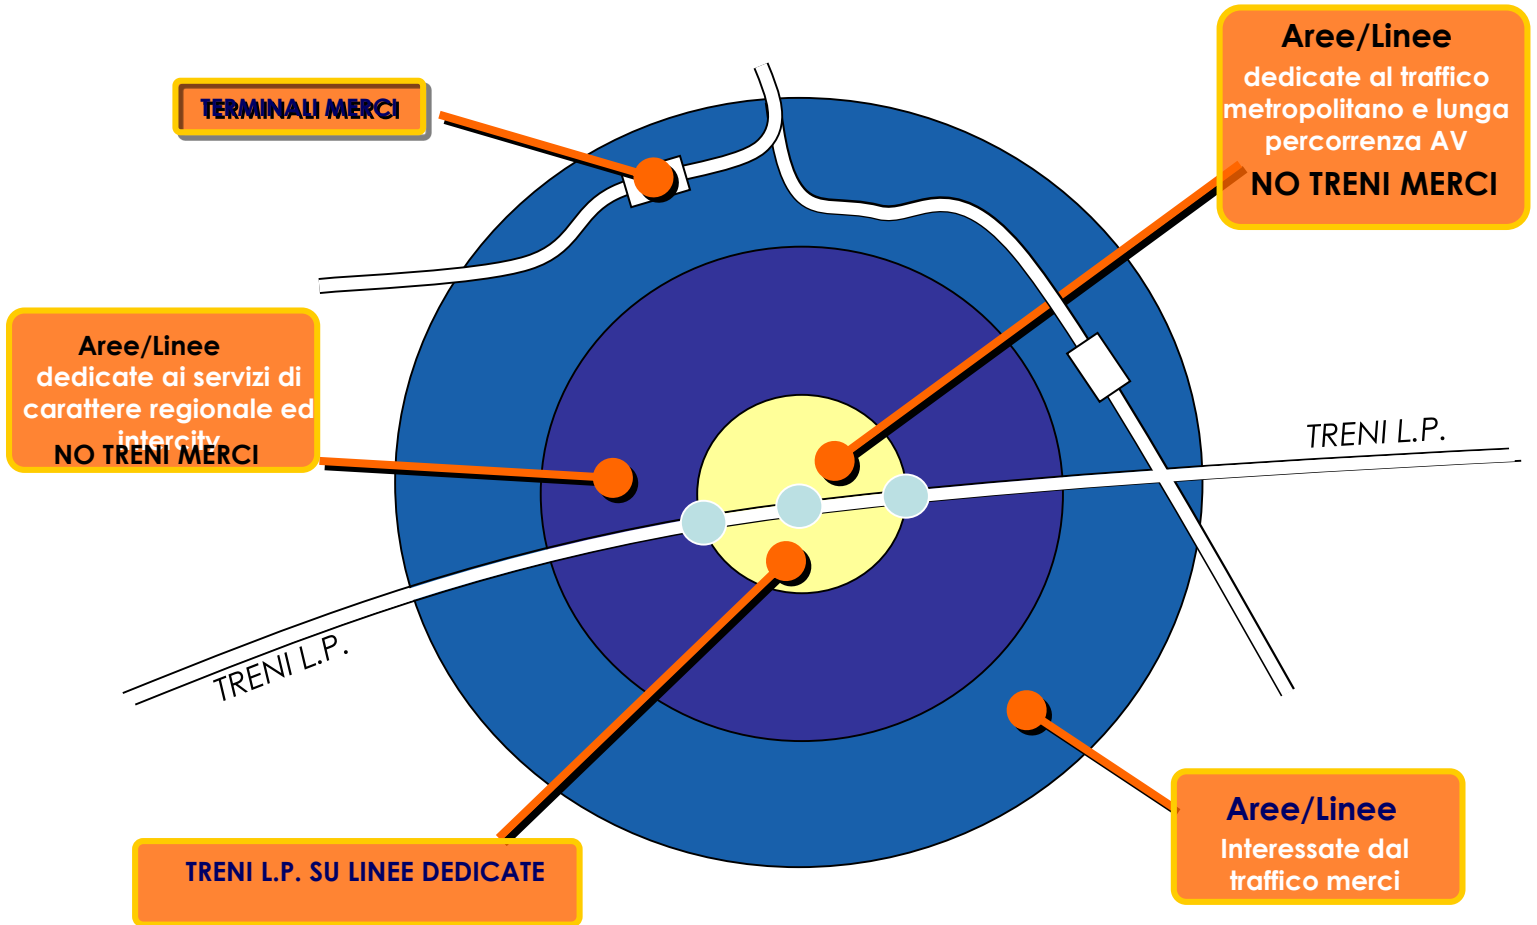 Aree/Linee
dedicate al traffico
metropolitano e lunga
percorrenza AV
NO TRENI MERCI
TERMINALI MERCI
Aree/Linee
dedicate ai servizi di
carattere regionale ed
intercity
NO TRENI MERCI
TRENI L.P.
TRENI L.P.
Aree/Linee
Interessate dal
traffico merci
TRENI L.P. SU LINEE DEDICATE